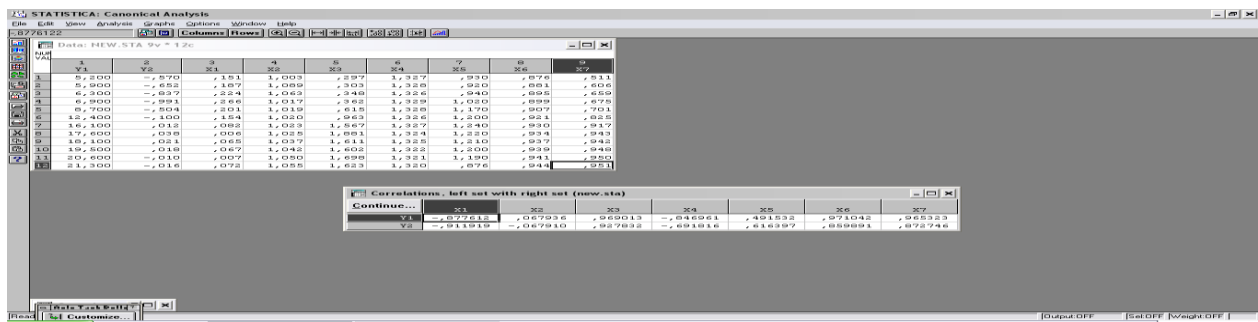 STATISTICA: Canonical Analysis
File Edit View Analysis Graphs Options Window Help
-,8776122 Columns Rows
Data: NEW.STA 9v * 12c
NUM VAL
1 2 3 4 5 6 7 8 9
Y1 Y2 X1 X2 X3 X4 X5 X6 X7
1 5,200 -,570 ,151 1,003 ,297 1,327 ,930 ,876 ,511
2 5,900 -,652 ,187 1,089 ,303 1,328 ,920 ,881 ,606
3 6,300 -,837 ,224 1,063 ,348 1,326 ,940 ,895 ,659
4 6,900 -,991 ,266 1,017 ,362 1,329 1,020 ,899 ,675
5 8,700 -,504 ,201 1,019 ,615 1,328 1,170 ,907 ,701
6 12,400 -,100 ,154 1,020 ,963 1,326 1,200 ,921 ,825
7 16,100 ,012 ,082 1,023 1,567 1,327 1,240 ,930 ,917
8 17,600 ,038 ,006 1,025 1,881 1,324 1,220 ,934 ,943
9 18,100 ,021 ,065 1,037 1,611 1,325 1,210 ,937 ,942
10 19,500 ,018 ,067 1,042 1,602 1,322 1,200 ,939 ,948
11 20,600 -,010 ,007 1,050 1,698 1,321 1,190 ,941 ,950
12 21,300 -,016 ,072 1,055 1,623 1,320 ,876 ,944 ,951
Correlations, left set with right set (new.sta)
Continue... X1 X2 X3 X4 X5 X6 X7
Y1 -,877612 ,067936 ,969013 -,846961 ,491532 ,971042 ,965323
Y2 -,911919 -,067910 ,927832 -,691816 ,616397 ,859891 ,872746
Customize...
Output:OFF Sel:OFF Weight:OFF